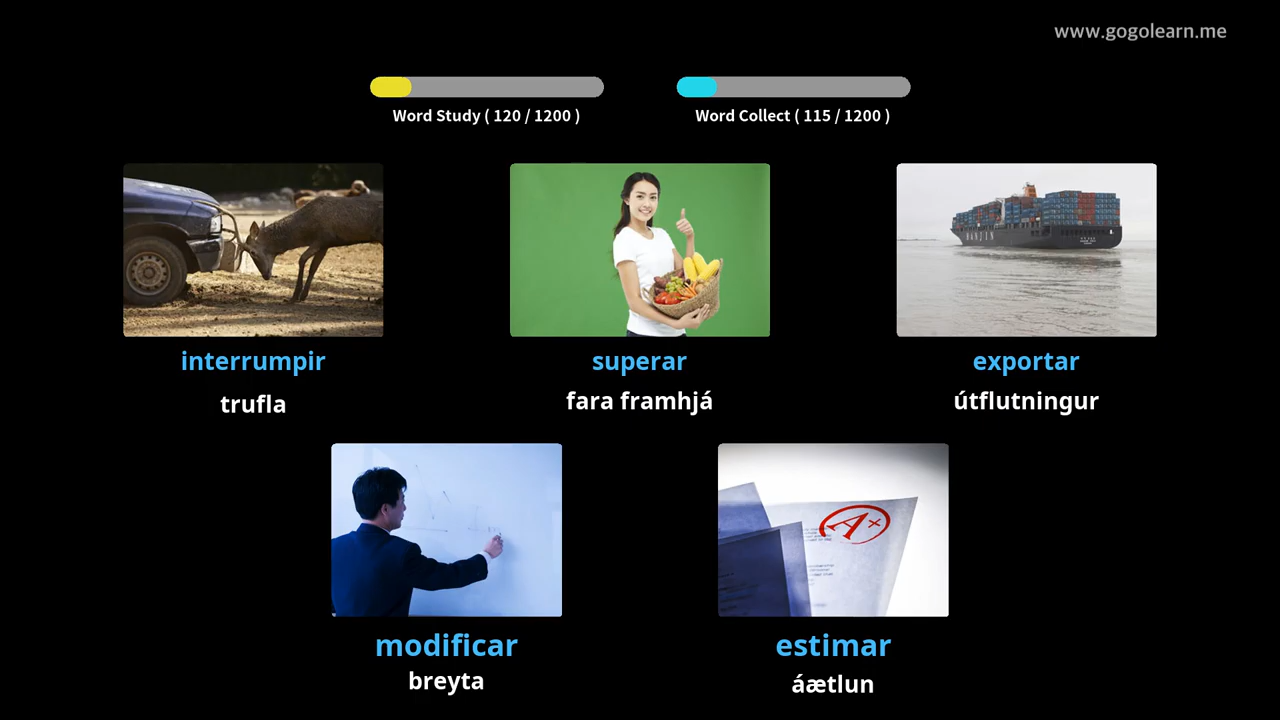 www.gogolearn.me
Word Study ( 120 / 1200 )
Word Collect ( 115 / 1200 )
interrumpir
superar
exportar
trufla
fara framhjá
útflutningur
A+
modificar
estimar
breyta
áætlun